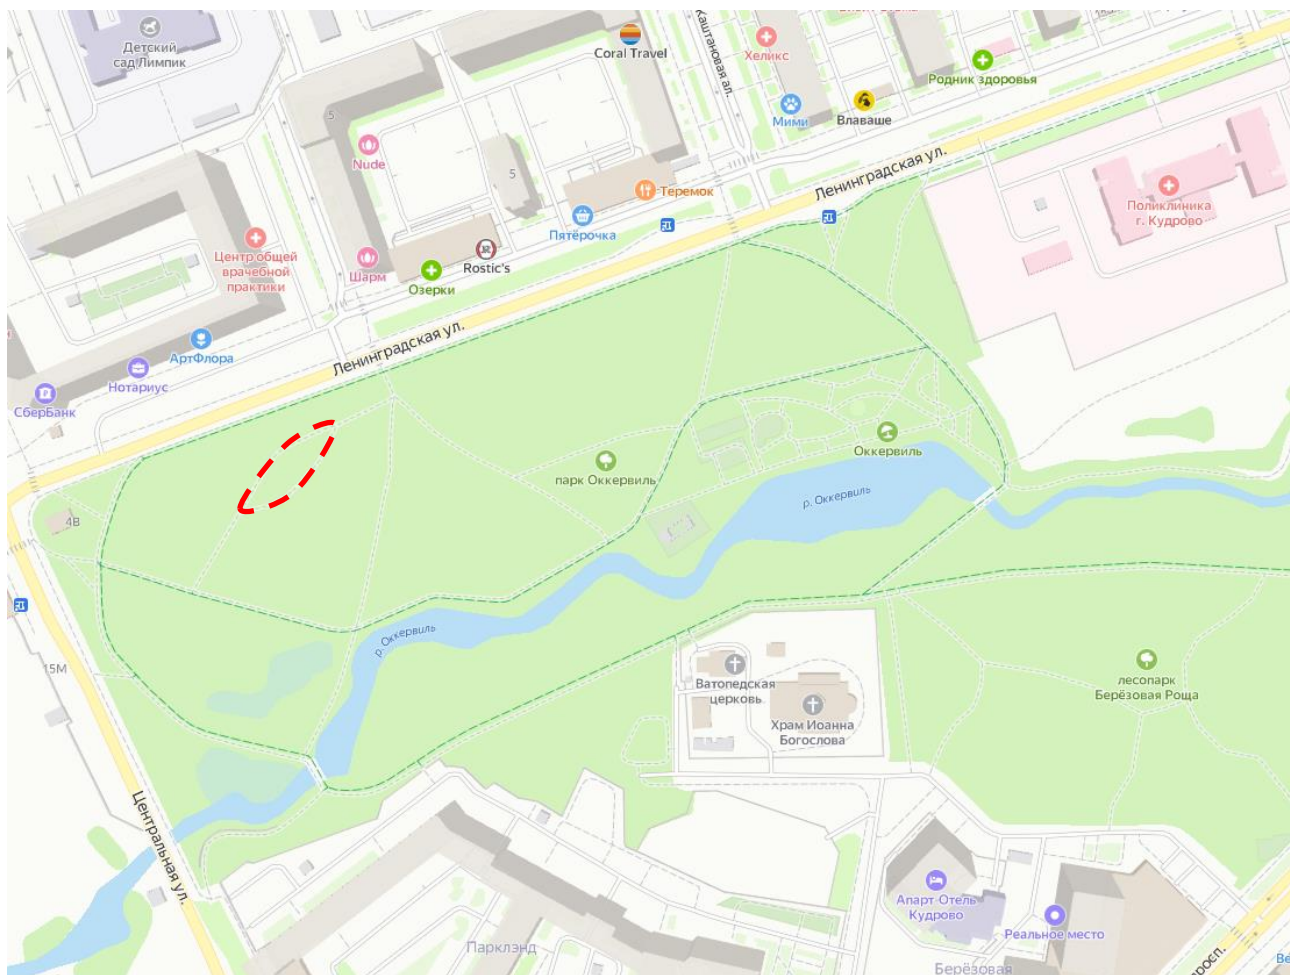 Детский
сад Лимпик
Coral Travel
Каштановая ал.
Хеликс
Родник здоровья
5
Nude
Мими
Влаваше
5
Теремок
Ленинградская ул.
Поликлиника
г. Кудрово
Центр общей
врачебной
практики
Пятёрочка
Шарм
Rostic's
Озерки
Ленинградская ул.
АртФлора
Нотариус
СберБанк
парк Оккервиль
Оккервиль
р. Оккервиль
4В
р. Оккервиль
15М
Ватопедская
церковь
Храм Иоанна
Богослова
лесопарк
Берёзовая Роща
Центральная ул.
Апарт Отель
Кудрово
Реальное место
Парклэнд
Берёзовая